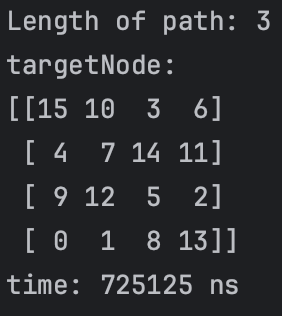 Length of path: 3
targetNode:
[[15 10  3  6]
 [ 4  7 14 11]
 [ 9 12  5  2]
 [ 0  1  8 13]]
time: 725125 ns